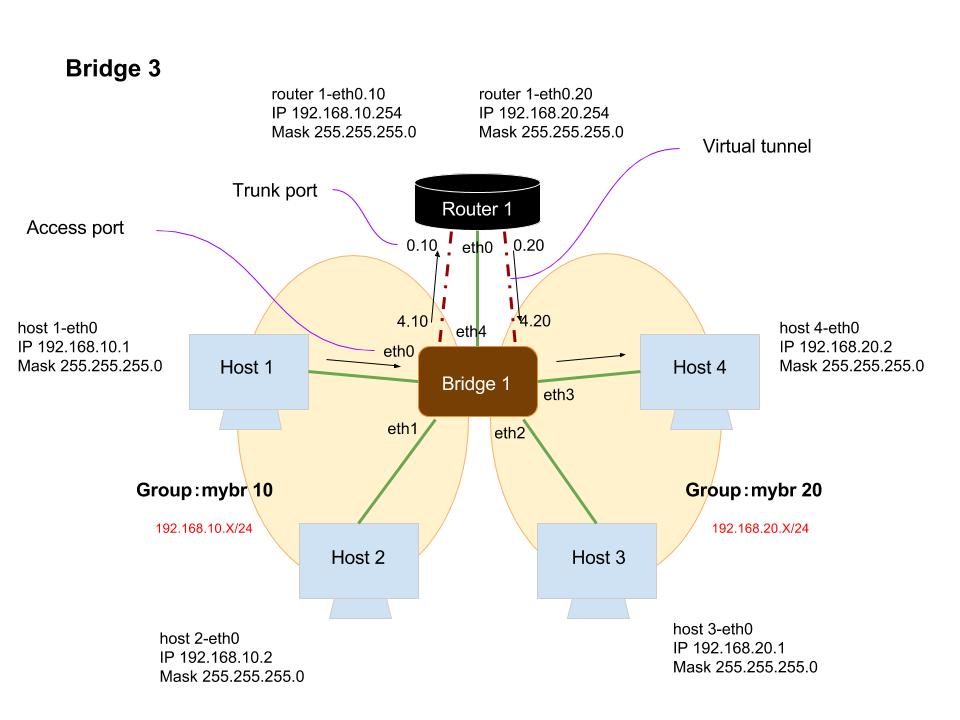 Bridge 3
router 1-eth0.10
IP 192.168.10.254
Mask 255.255.255.0
router 1-eth0.20
IP 192.168.20.254
Mask 255.255.255.0
Virtual tunnel
Trunk port
Access port
Router 1
0.10
eth0
0.20
4.10
eth4
4.20
host 1-eth0
IP 192.168.10.1
Mask 255.255.255.0
Host 1
eth0
Bridge 1
Host 4
host 4-eth0
IP 192.168.20.2
Mask 255.255.255.0
eth3
eth1
eth2
Group：mybr 10
192.168.10.X/24
Group：mybr 20
192.168.20.X/24
Host 2
Host 3
host 2-eth0
IP 192.168.10.2
Mask 255.255.255.0
host 3-eth0
IP 192.168.20.1
Mask 255.255.255.0